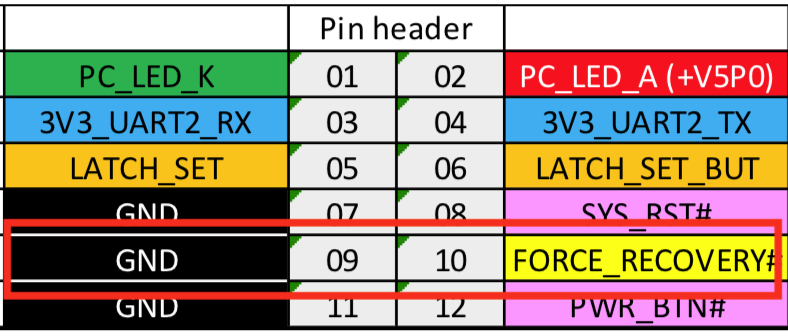 Pin header
PC_LED_K 01 02 PC_LED_A (+V5P0)
3V3_UART2_RX 03 04 3V3_UART2_TX
LATCH_SET 05 06 LATCH_SET_BUT
GND 07 08 SYS_RST#
GND 09 10 FORCE_RECOVERY#
GND 11 12 PWR_BTN#